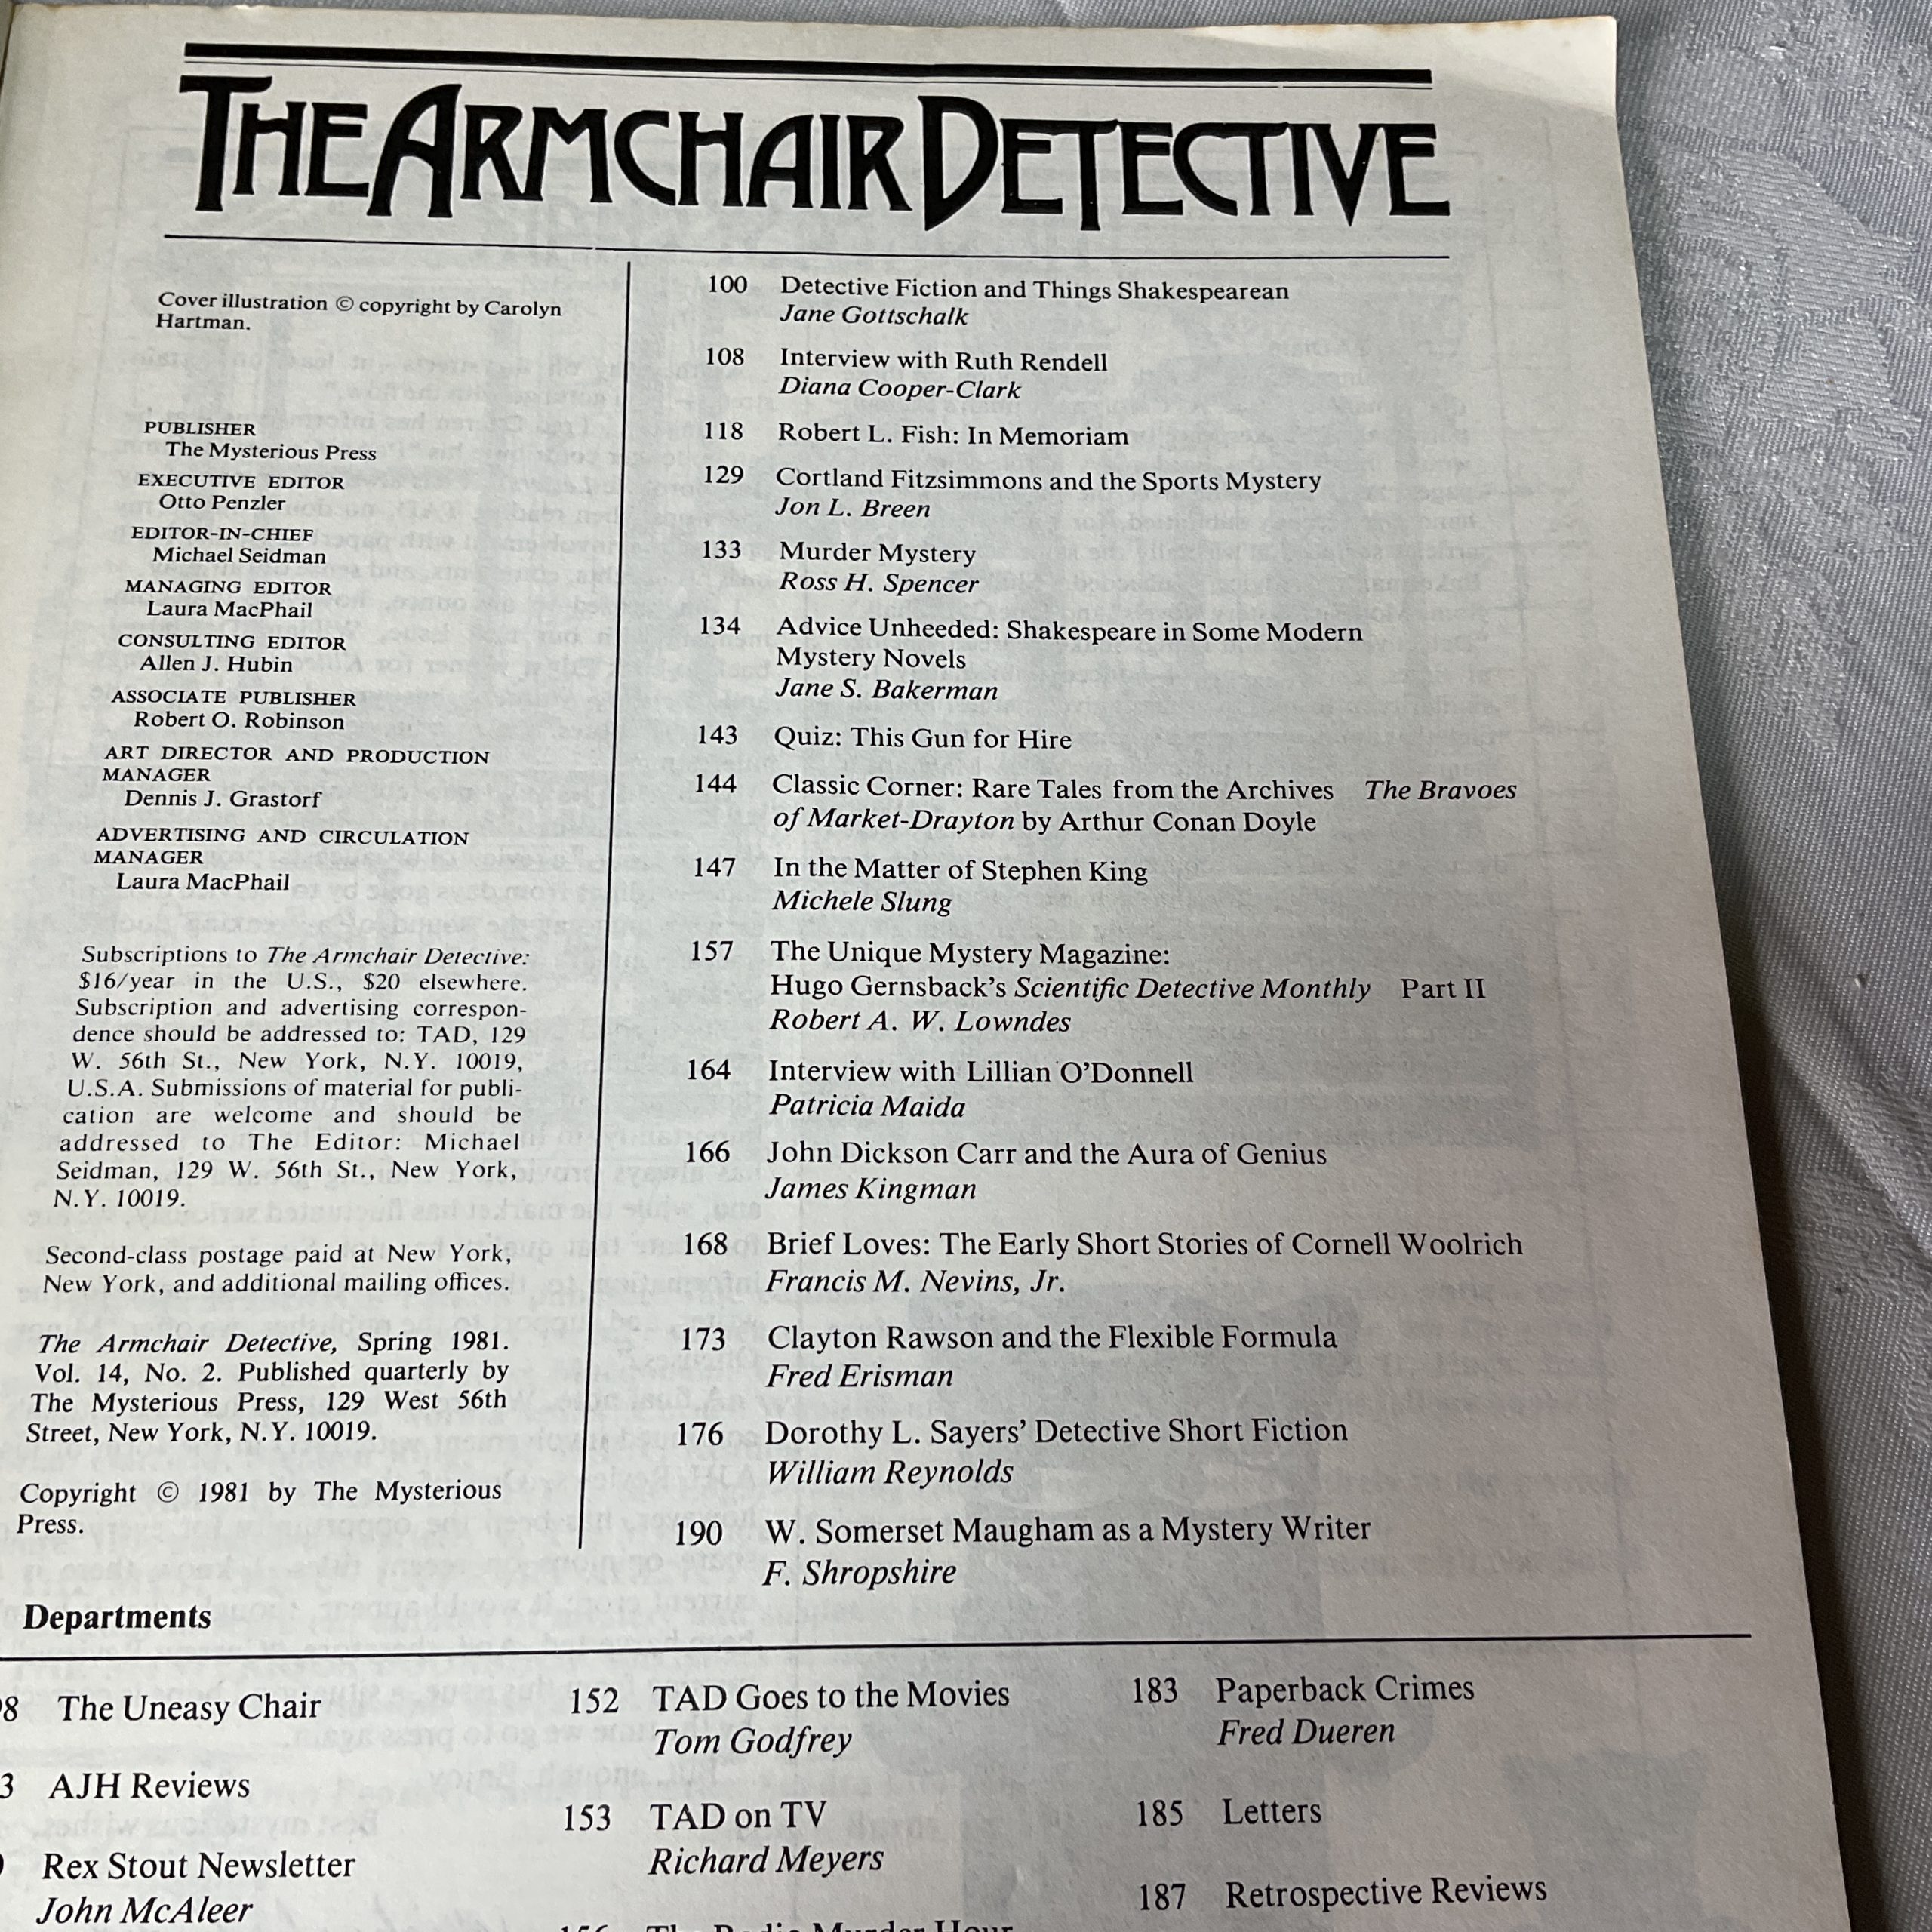 THE ARMCHAIR DETECTIVE
Cover illustration © copyright by Carolyn
Hartman.
PUBLISHER
The Mysterious Press
EXECUTIVE EDITOR
Otto Penzler
EDITOR-IN-CHIEF
Michael Seidman
MANAGING EDITOR
Laura MacPhail
CONSULTING EDITOR
Allen J. Hubin
ASSOCIATE PUBLISHER
Robert O. Robinson
ART DIRECTOR AND PRODUCTION
MANAGER
Dennis J. Grastorf
ADVERTISING AND CIRCULATION
MANAGER
Laura MacPhail
Subscriptions to The Armchair Detective:
$16/year in the U.S., $20 elsewhere.
Subscription and advertising correspon-
dence should be addressed to: TAD, 129
W. 56th St., New York, N.Y. 10019,
U.S.A. Submissions of material for publi-
cation are welcome and should be
addressed to The Editor: Michael
Seidman, 129 W. 56th St., New York,
N.Y. 10019.
Second-class postage paid at New York,
New York, and additional mailing offices.
The Armchair Detective, Spring 1981.
Vol. 14, No. 2. Published quarterly by
The Mysterious Press, 129 West 56th
Street, New York, N.Y. 10019.
Copyright © 1981 by The Mysterious
Press.
100 Detective Fiction and Things Shakespearean
Jane Gottschalk
108 Interview with Ruth Rendell
Diana Cooper-Clark
118 Robert L. Fish: In Memoriam
129 Cortland Fitzsimmons and the Sports Mystery
Jon L. Breen
133 Murder Mystery
Ross H. Spencer
134 Advice Unheeded: Shakespeare in Some Modern
Mystery Novels
Jane S. Bakerman
143 Quiz: This Gun for Hire
144 Classic Corner: Rare Tales from the Archives The Bravoes
of Market-Drayton by Arthur Conan Doyle
147 In the Matter of Stephen King
Michele Slung
157 The Unique Mystery Magazine:
Hugo Gernsback's Scientific Detective Monthly Part II
Robert A. W. Lowndes
164 Interview with Lillian O'Donnell
Patricia Maida
166 John Dickson Carr and the Aura of Genius
James Kingman
168 Brief Loves: The Early Short Stories of Cornell Woolrich
Francis M. Nevins, Jr.
173 Clayton Rawson and the Flexible Formula
Fred Erisman
176 Dorothy L. Sayers' Detective Short Fiction
William Reynolds
190 W. Somerset Maugham as a Mystery Writer
F. Shropshire
Departments
8 The Uneasy Chair
3 AJH Reviews
Rex Stout Newsletter
John McAleer
152 TAD Goes to the Movies
Tom Godfrey
153 TAD on TV
Richard Meyers
156 The Radio Murder Hour
183 Paperback Crimes
Fred Dueren
185 Letters
187 Retrospective Reviews